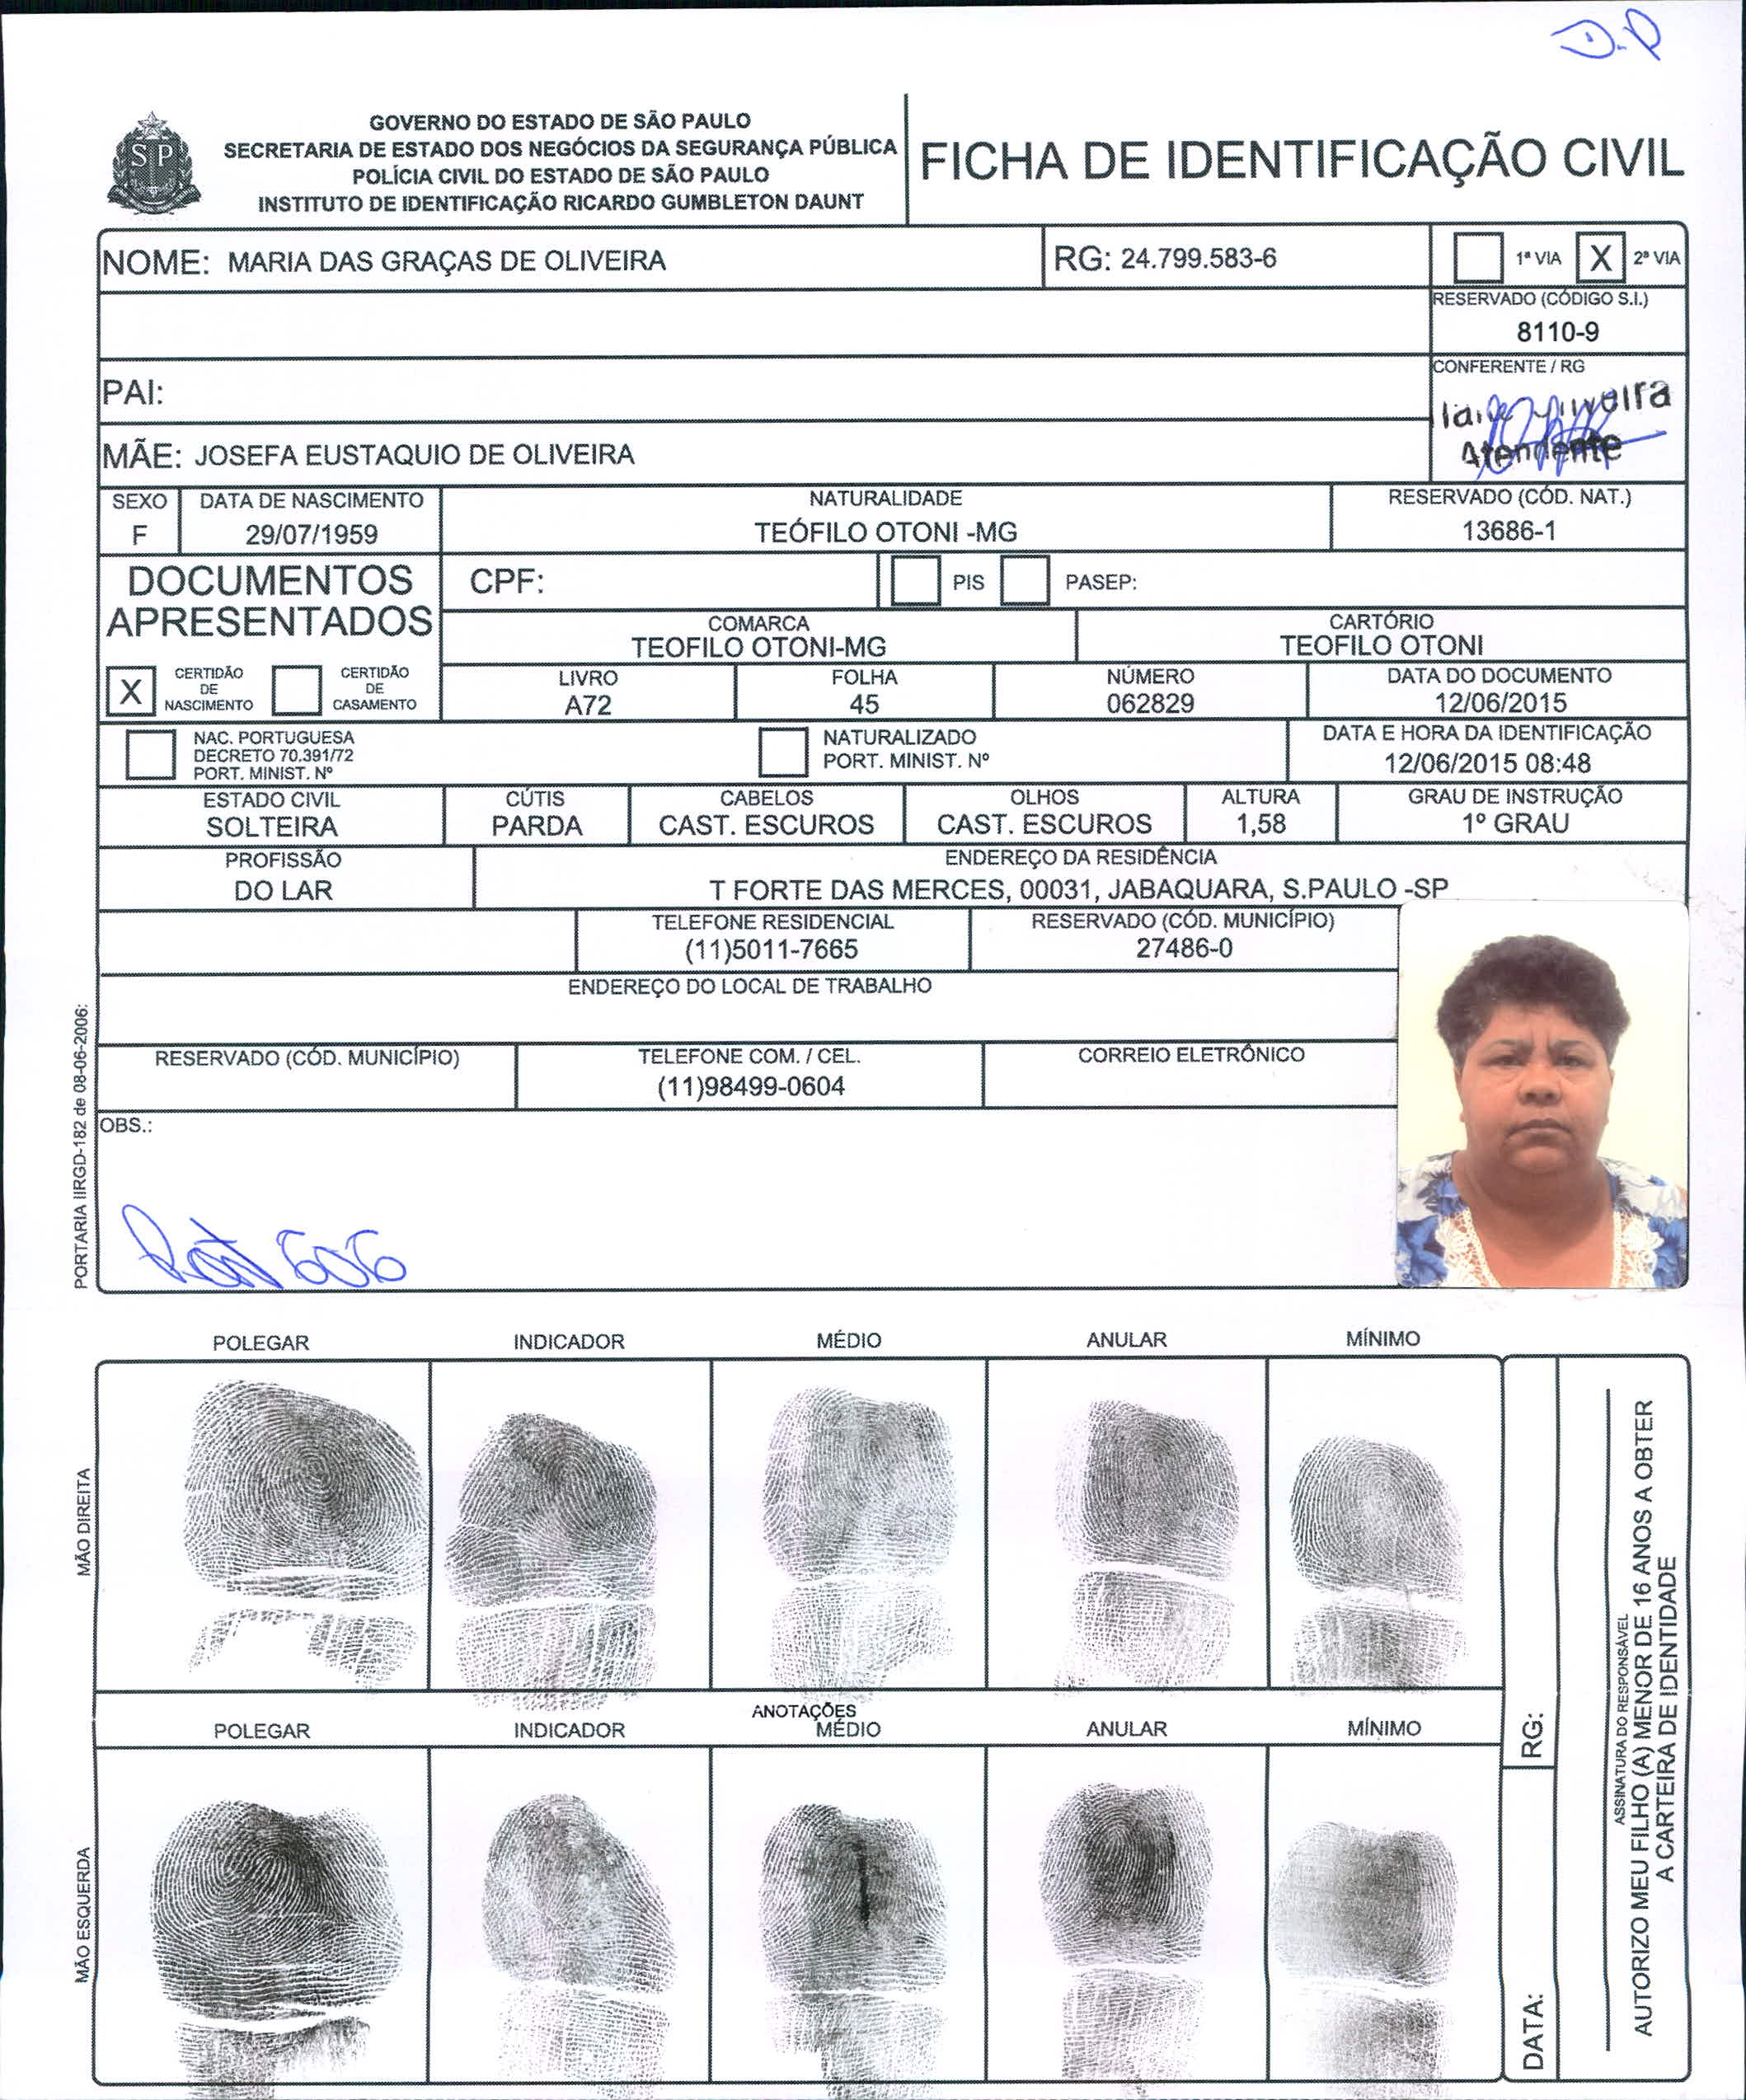 D.P
GOVERNO DO ESTADO DE SÃO PAULO
SECRETARIA DE ESTADO DOS NEGÓCIOS DA SEGURANÇA PÚBLICA
POLÍCIA CIVIL DO ESTADO DE SÃO PAULO
INSTITUTO DE IDENTIFICAÇÃO RICARDO GUMBLETON DAUNT
SP
FICHA DE IDENTIFICAÇÃO CIVIL
NOME: MARIA DAS GRAÇAS DE OLIVEIRA
RG: 24.799.583-6
1ª VIA X 2ª VIA
RESERVADO (CÓDIGO S.I.)
8110-9
PAI:
CONFERENTE / RG
Atendente
MÃE: JOSEFA EUSTAQUIO DE OLIVEIRA
SEXO
F
DATA DE NASCIMENTO
29/07/1959
NATURALIDADE
TEÓFILO OTONI -MG
RESERVADO (CÓD. NAT.)
13686-1
DOCUMENTOS
APRESENTADOS
CPF:
PIS
PASEP:
COMARCA
TEOFILO OTONI-MG
CARTÓRIO
TEOFILO OTONI
X
CERTIDÃO
DE
NASCIMENTO
CERTIDÃO
DE
CASAMENTO
LIVRO
A72
FOLHA
45
NÚMERO
062829
DATA DO DOCUMENTO
12/06/2015
NAC. PORTUGUESA
DECRETO 70.391/72
PORT. MINIST. Nº
NATURALIZADO
PORT. MINIST. Nº
DATA E HORA DA IDENTIFICAÇÃO
12/06/2015 08:48
ESTADO CIVIL
SOLTEIRA
CÚTIS
PARDA
CABELOS
CAST. ESCUROS
OLHOS
CAST. ESCUROS
ALTURA
1,58
GRAU DE INSTRUÇÃO
1º GRAU
PROFISSÃO
DO LAR
ENDEREÇO DA RESIDÊNCIA
T FORTE DAS MERCES, 00031, JABAQUARA, S.PAULO -SP
TELEFONE RESIDENCIAL
(11)5011-7665
RESERVADO (CÓD. MUNICÍPIO)
27486-0
ENDEREÇO DO LOCAL DE TRABALHO
RESERVADO (CÓD. MUNICÍPIO)
TELEFONE COM. / CEL.
(11)98499-0604
CORREIO ELETRÔNICO
OBS.:
PORTARIA IIRGD-182 de 08-06-2006:
POLEGAR INDICADOR MÉDIO ANULAR MÍNIMO
MÃO DIREITA
ANOTAÇÕES
POLEGAR INDICADOR MÉDIO ANULAR MÍNIMO
MÃO ESQUERDA
RG:
DATA:
ASSINATURA DO RESPONSÁVEL
AUTORIZO MEU FILHO (A) MENOR DE 16 ANOS A OBTER
A CARTEIRA DE IDENTIDADE